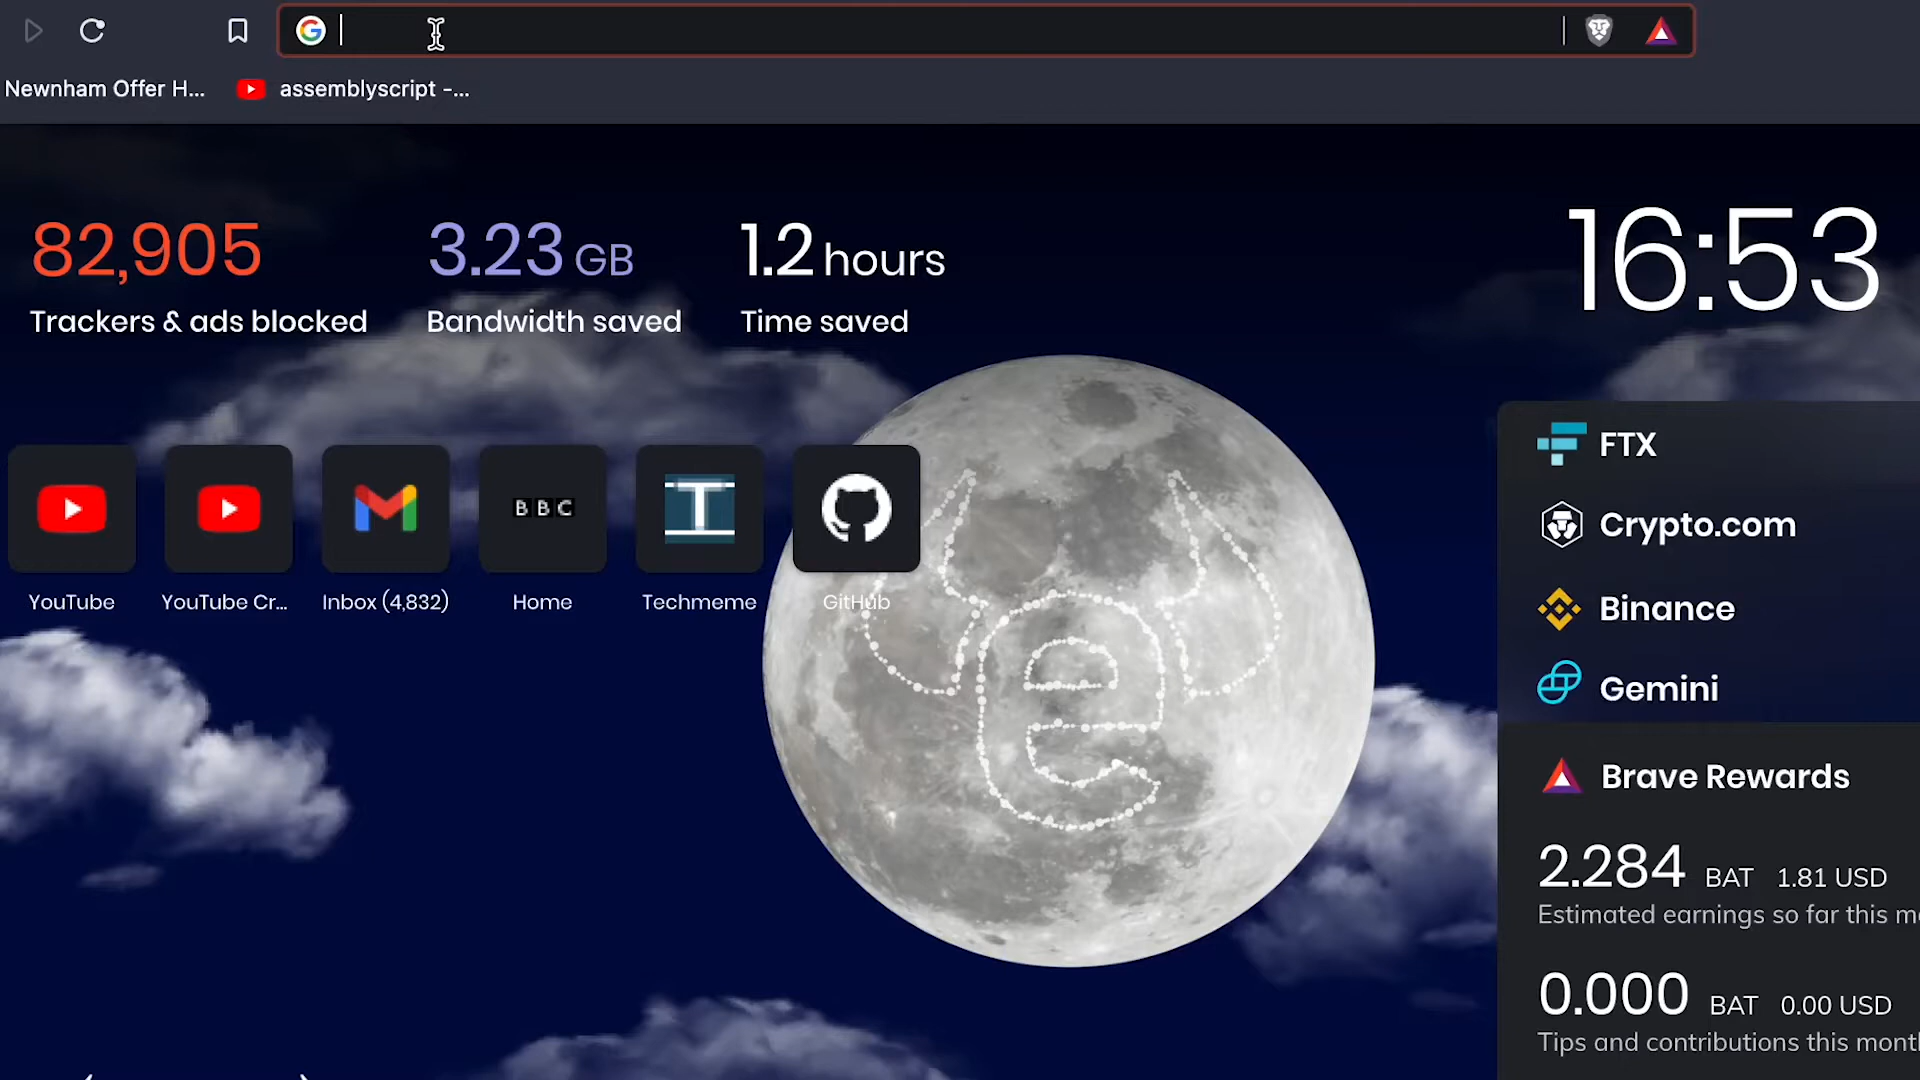 Newnham Offer H...
assemblyscript -...
82,905
Trackers & ads blocked
3.23 GB
Bandwidth saved
1.2 hours
Time saved
16:53
YouTube
YouTube Cr...
Inbox (4,832)
BBC
Home
Techmeme
GitHub
FTX
Crypto.com
Binance
Gemini
Brave Rewards
2.284 BAT 1.81 USD
Estimated earnings so far this m
0.000 BAT 0.00 USD
Tips and contributions this mont